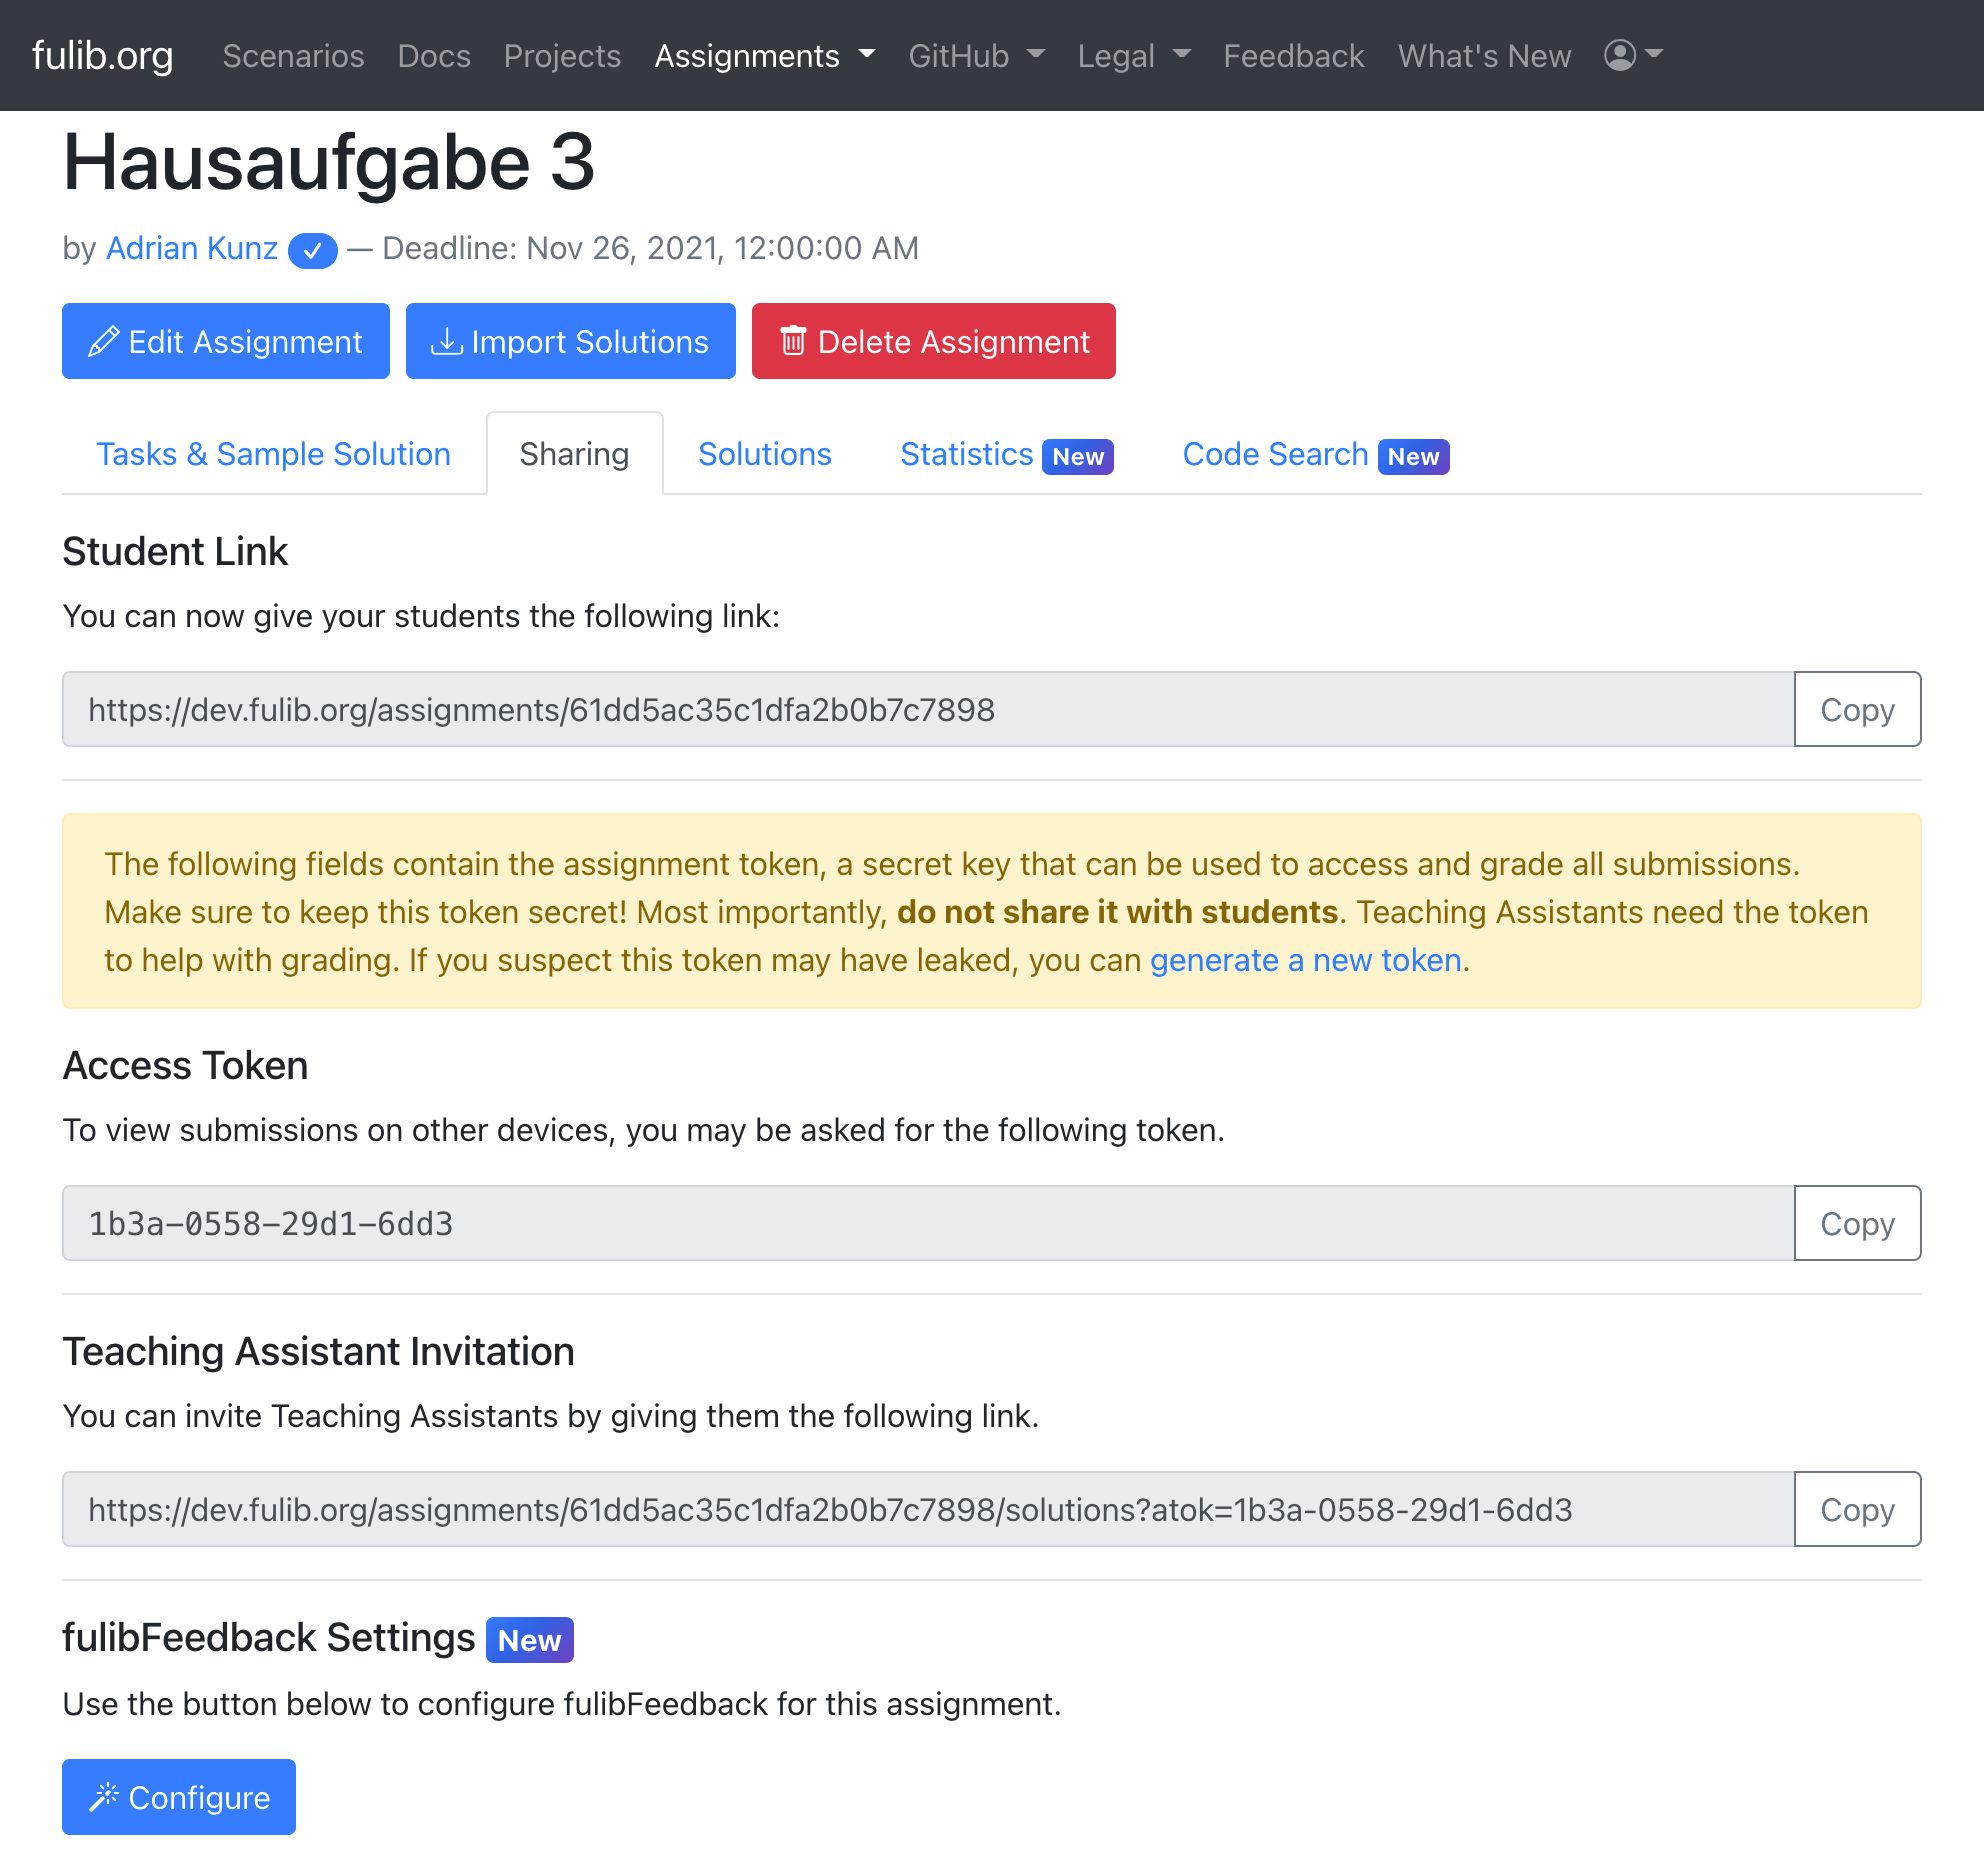 fulib.org Scenarios Docs Projects Assignments GitHub Legal Feedback What's New
Hausaufgabe 3
by Adrian Kunz — Deadline: Nov 26, 2021, 12:00:00 AM
Edit Assignment Import Solutions Delete Assignment
Tasks & Sample Solution Sharing Solutions Statistics New Code Search New
Student Link
You can now give your students the following link:
https://dev.fulib.org/assignments/61dd5ac35c1dfa2b0b7c7898 Copy
The following fields contain the assignment token, a secret key that can be used to access and grade all submissions.
Make sure to keep this token secret! Most importantly, do not share it with students. Teaching Assistants need the token
to help with grading. If you suspect this token may have leaked, you can generate a new token.
Access Token
To view submissions on other devices, you may be asked for the following token.
1b3a-0558-29d1-6dd3 Copy
Teaching Assistant Invitation
You can invite Teaching Assistants by giving them the following link.
https://dev.fulib.org/assignments/61dd5ac35c1dfa2b0b7c7898/solutions?atok=1b3a-0558-29d1-6dd3 Copy
fulibFeedback Settings New
Use the button below to configure fulibFeedback for this assignment.
Configure